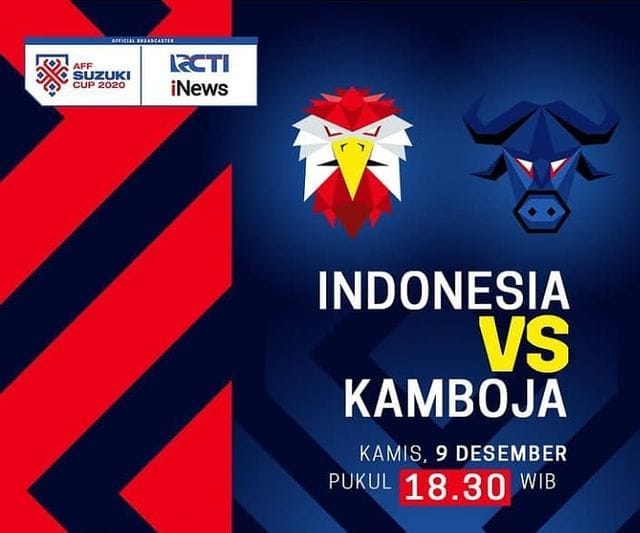 OFFICIAL BROADCASTER
AFF
SUZUKI
CUP 2020
RCTI
iNews
INDONESIA
VS
KAMBOJA
KAMIS, 9 DESEMBER
PUKUL 18.30 WIB